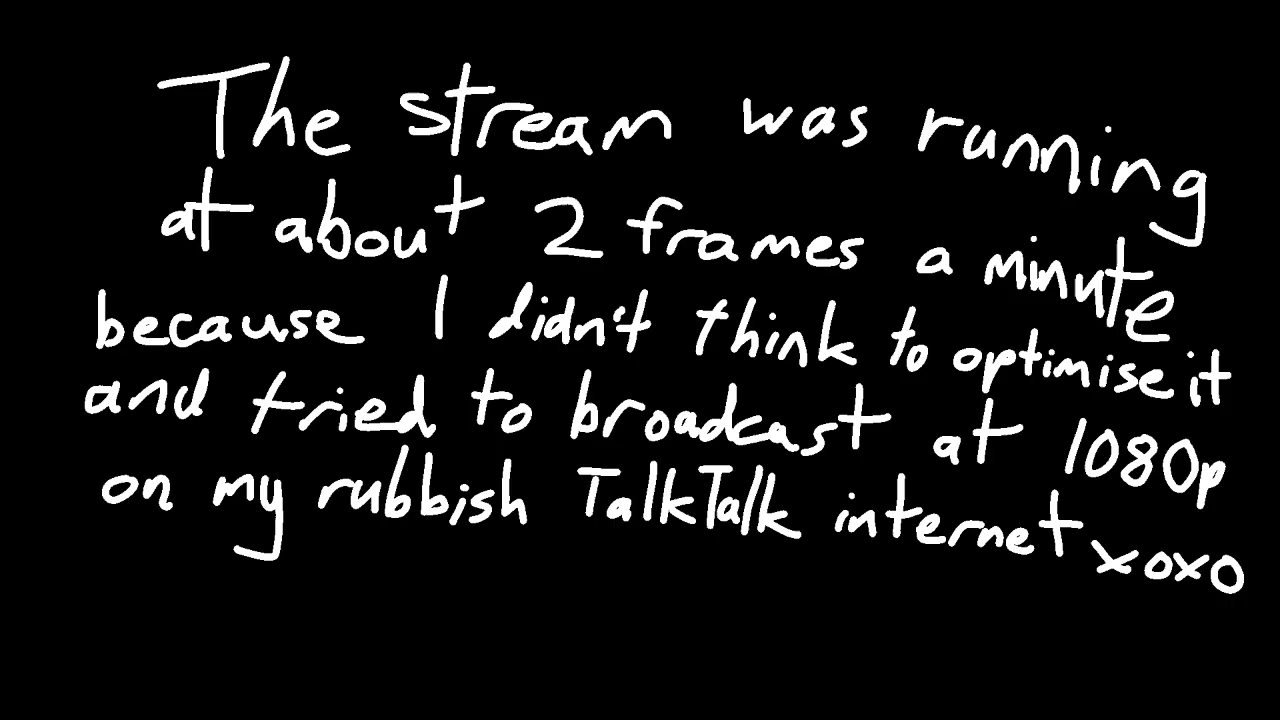 The stream was running
at about 2 frames a minute
because I didn't think to optimise it
and tried to broadcast at 1080p
on my rubbish TalkTalk internet xoxo